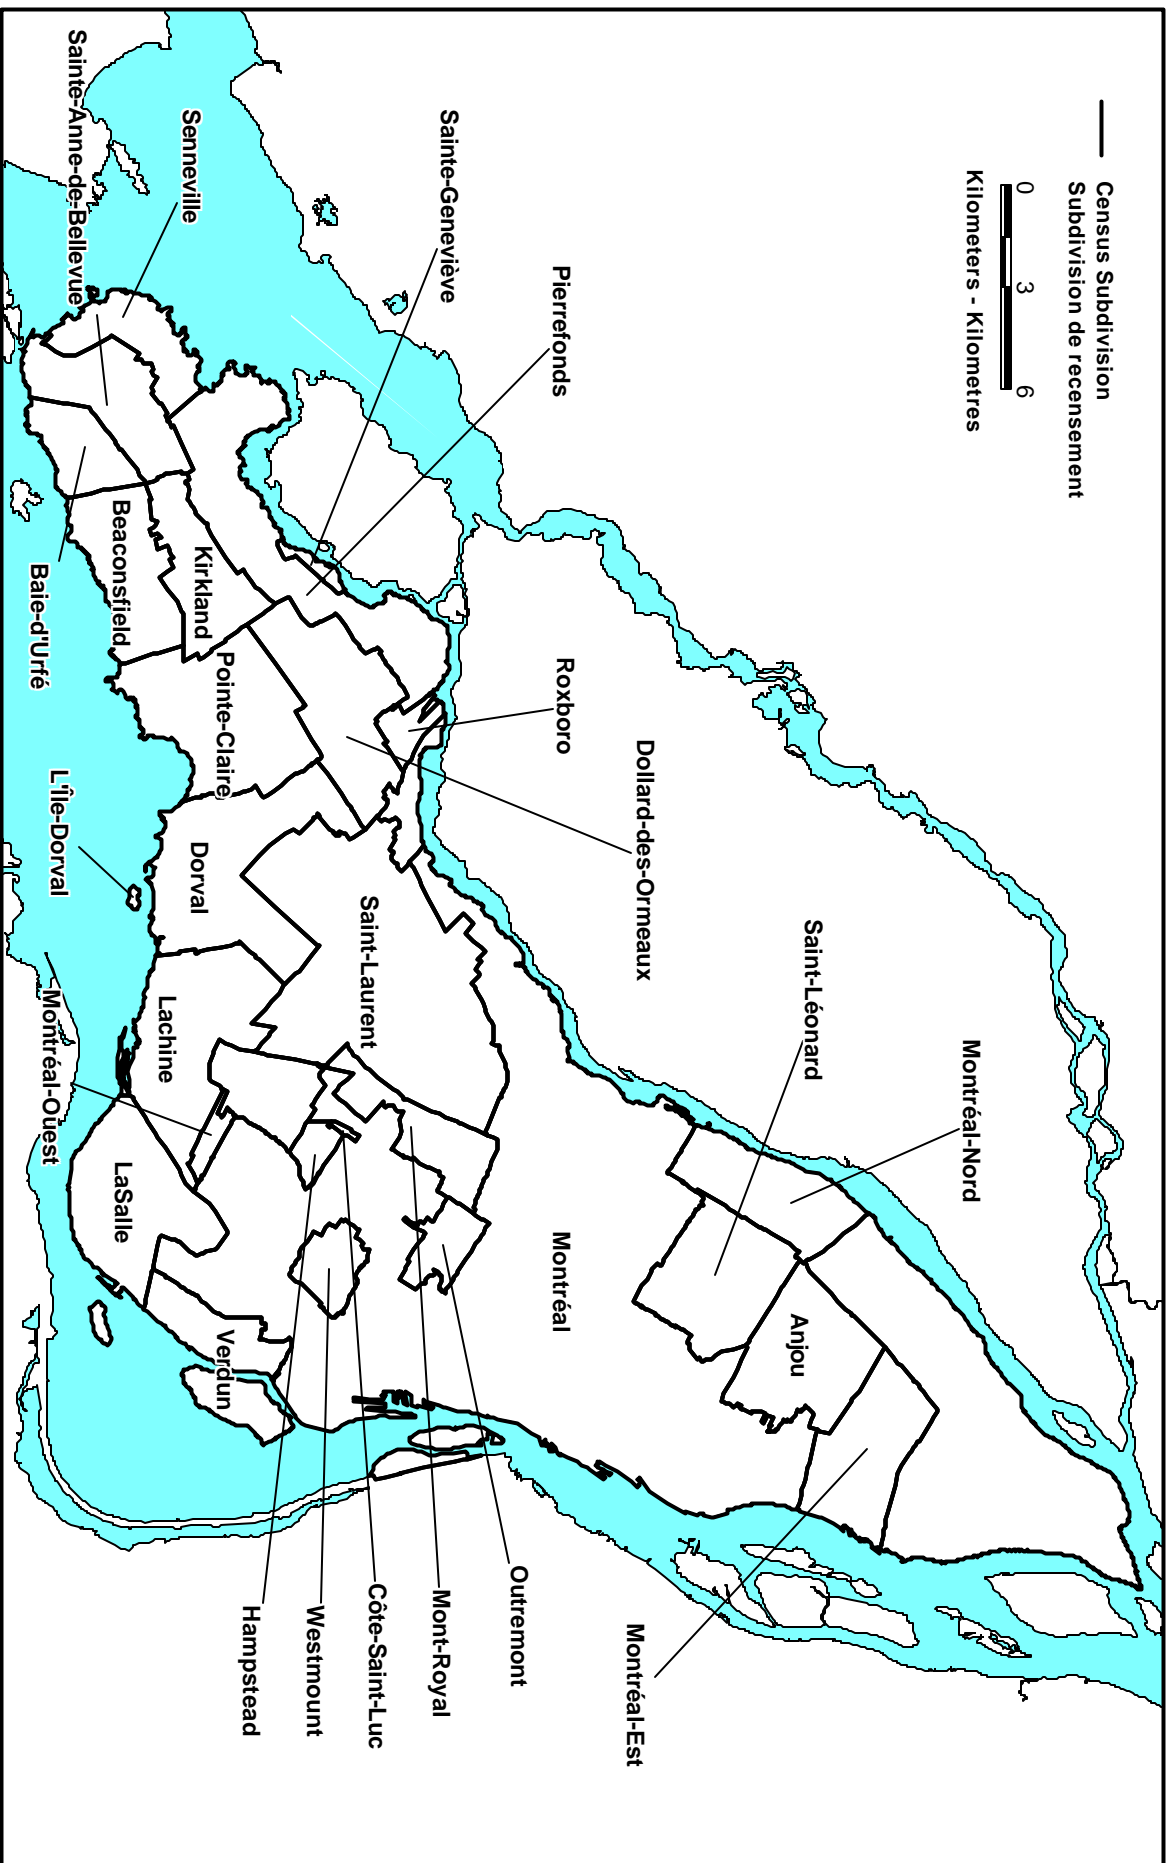 Census Subdivision
Subdivision de recensement
0 3 6
Kilometers - Kilometres
Montréal-Nord
Saint-Léonard
Dollard-des-Ormeaux
Roxboro
Pierrefonds
Sainte-Geneviève
Senneville
Sainte-Anne-de-Bellevue
Montréal-Est
Anjou
Montréal
Outremont
Mont-Royal
Côte-Saint-Luc
Westmount
Hampstead
Saint-Laurent
Kirkland
Pointe-Claire
Dorval
Verdun
Lachine
Beaconsfield
LaSalle
L'Île-Dorval
Baie-d'Urfé
Montréal-Ouest